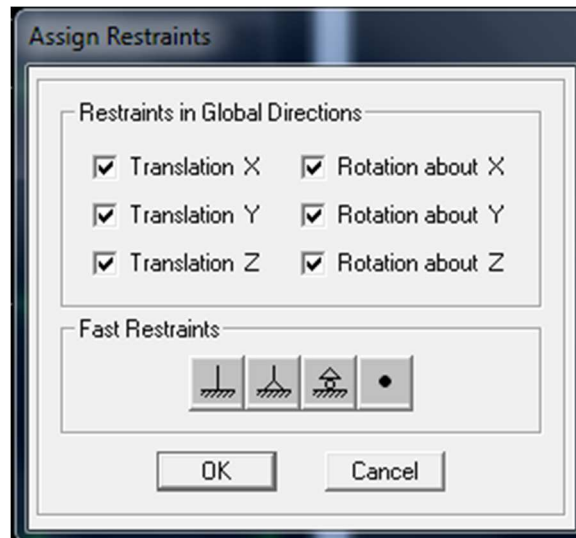 Assign Restraints
Restraints in Global Directions
Translation X Rotation about X
Translation Y Rotation about Y
Translation Z Rotation about Z
Fast Restraints
OK Cancel